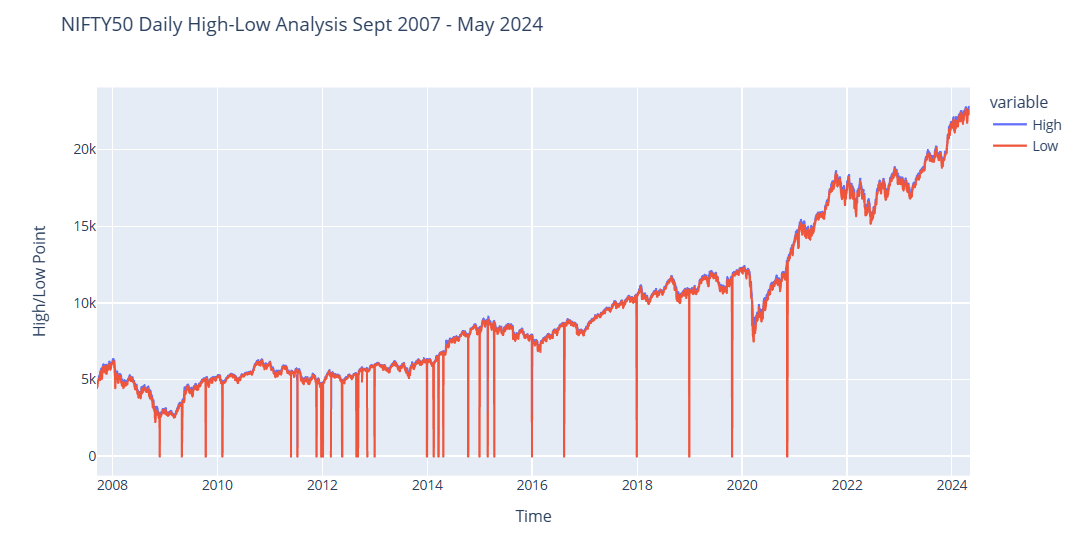 NIFTY50 Daily High-Low Analysis Sept 2007 - May 2024
variable
High
Low
High/Low Point
20k
15k
10k
5k
0
2008 2010 2012 2014 2016 2018 2020 2022 2024
Time